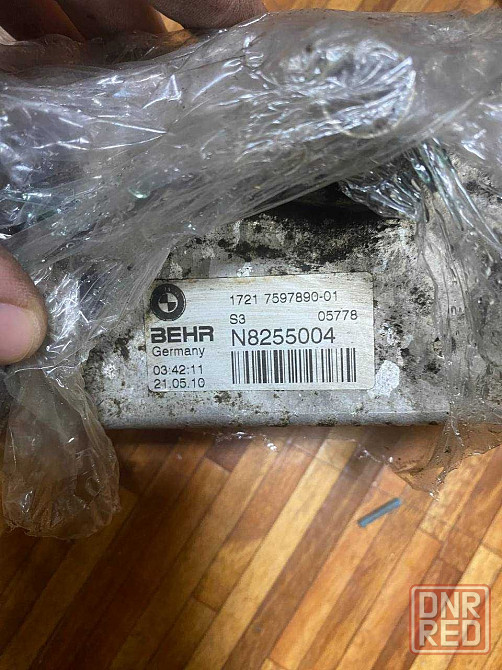 1721 7597890-01
S3 05778
BEHR N8255004
Germany
03:42:11
21.05.10
DNR
RED